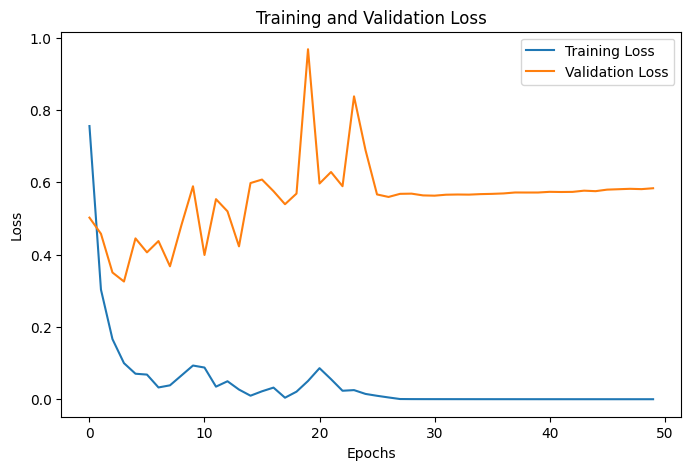 Training and Validation Loss
Training Loss
Validation Loss
1.0
0.8
0.6
0.4
0.2
0.0
Loss
0 10 20 30 40 50
Epochs